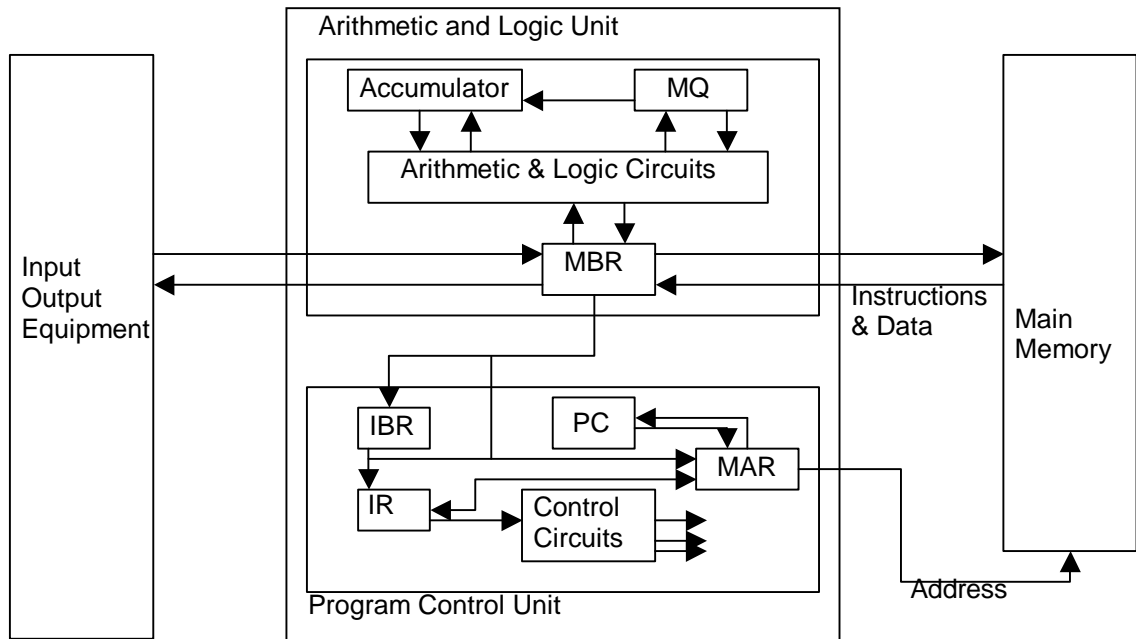 Arithmetic and Logic Unit
Accumulator
MQ
Arithmetic & Logic Circuits
MBR
Input
Output
Equipment
Instructions
& Data
Main
Memory
IBR
PC
MAR
IR
Control
Circuits
Address
Program Control Unit